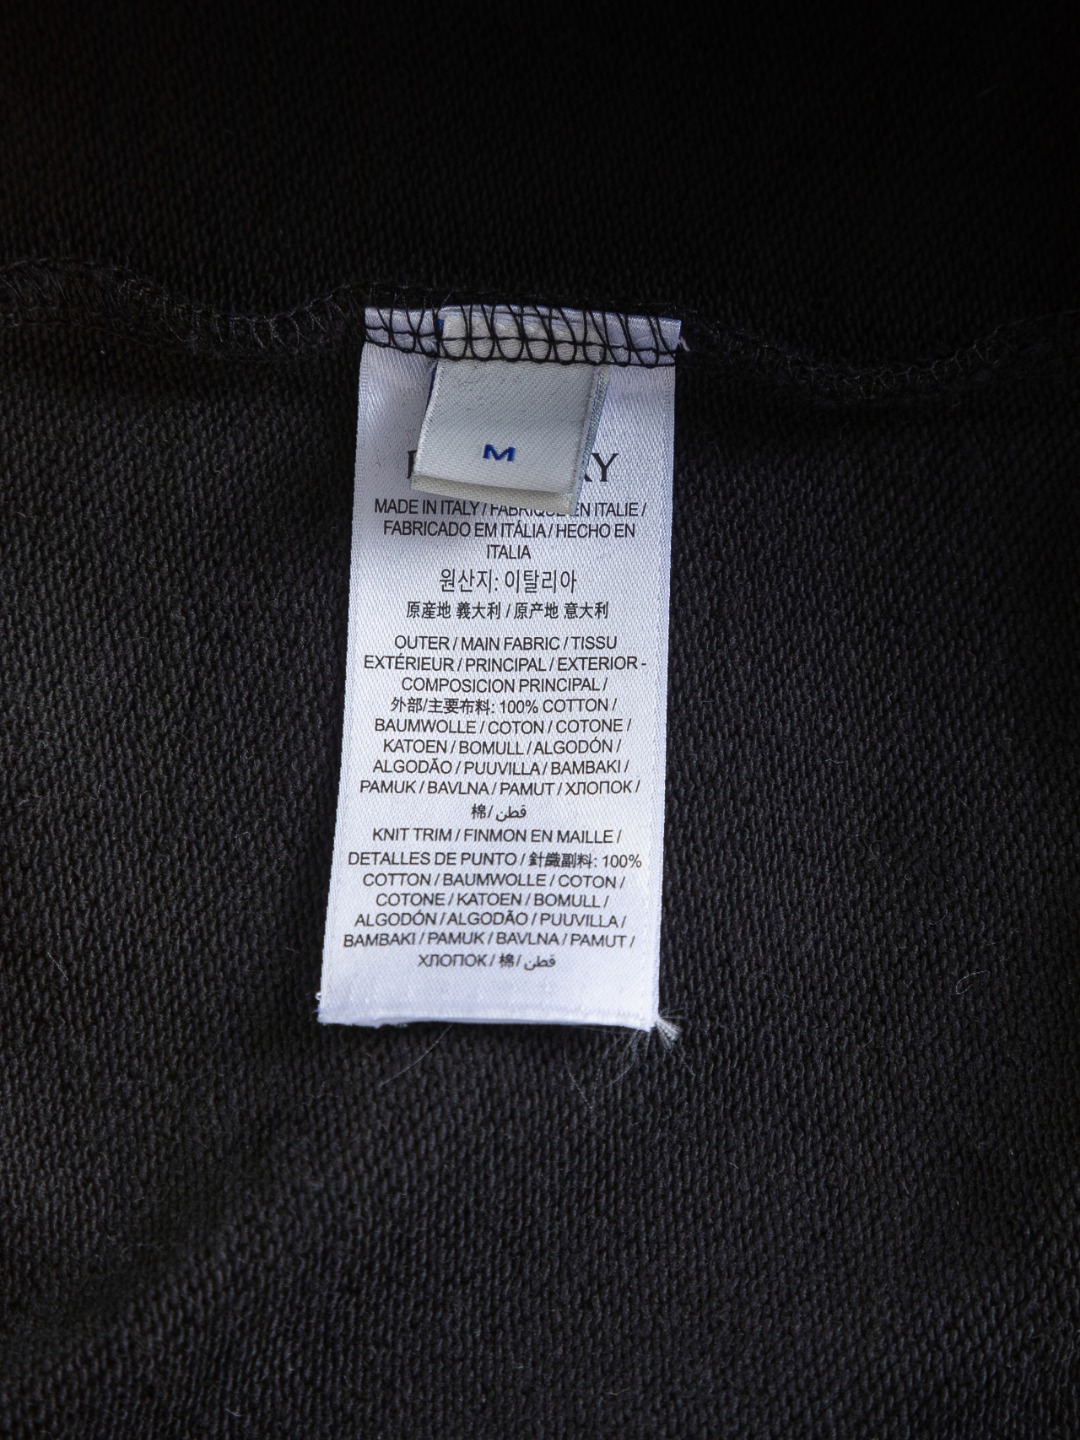 M
MADE IN ITALY / FABRIQUÉ EN ITALIE /
FABRICADO EM ITÁLIA / HECHO EN
ITALIA
원산지: 이탈리아
原産地 義大利 / 原产地 意大利
OUTER / MAIN FABRIC / TISSU
EXTÉRIEUR / PRINCIPAL / EXTERIOR -
COMPOSICION PRINCIPAL /
外部/主要布料: 100% COTTON /
BAUMWOLLE / COTON / COTONE /
KATOEN / BOMULL / ALGODÓN /
ALGODÃO / PUUVILLA / BAMBAKI /
PAMUK / BAVLNA / PAMUT / ХЛОПОК /
棉/ قطن
KNIT TRIM / FINMON EN MAILLE /
DETALLES DE PUNTO / 針織副料: 100%
COTTON / BAUMWOLLE / COTON /
COTONE / KATOEN / BOMULL /
ALGODÓN / ALGODÃO / PUUVILLA /
BAMBAKI / PAMUK / BAVLNA / PAMUT /
ХЛОПОК / 棉/ قطن